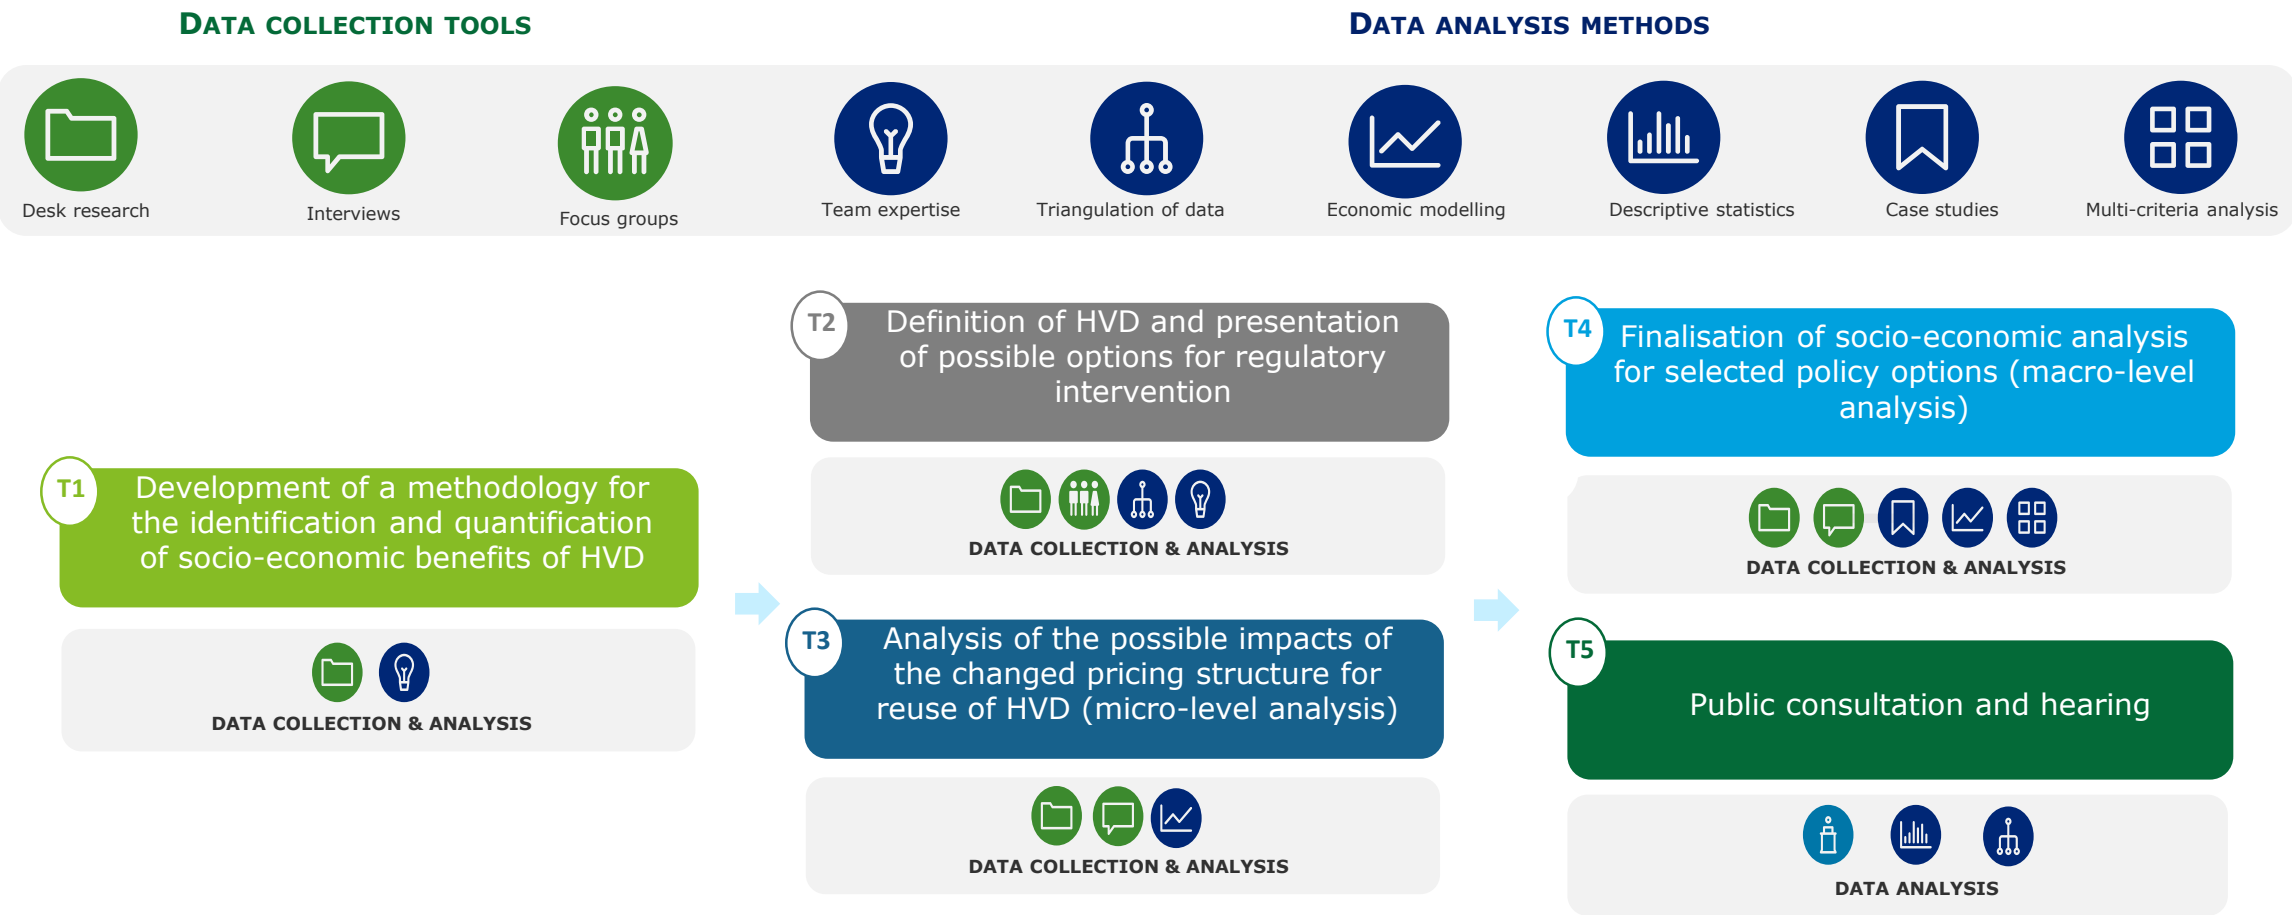 DATA COLLECTION TOOLS
DATA ANALYSIS METHODS
Desk research
Interviews
Focus groups
Team expertise
Triangulation of data
Economic modelling
Descriptive statistics
Case studies
Multi-criteria analysis
T1
Development of a methodology for
the identification and quantification
of socio-economic benefits of HVD
DATA COLLECTION & ANALYSIS
T2
Definition of HVD and presentation
of possible options for regulatory
intervention
DATA COLLECTION & ANALYSIS
T3
Analysis of the possible impacts of
the changed pricing structure for
reuse of HVD (micro-level analysis)
DATA COLLECTION & ANALYSIS
T4
Finalisation of socio-economic analysis
for selected policy options (macro-level
analysis)
DATA COLLECTION & ANALYSIS
T5
Public consultation and hearing
DATA ANALYSIS